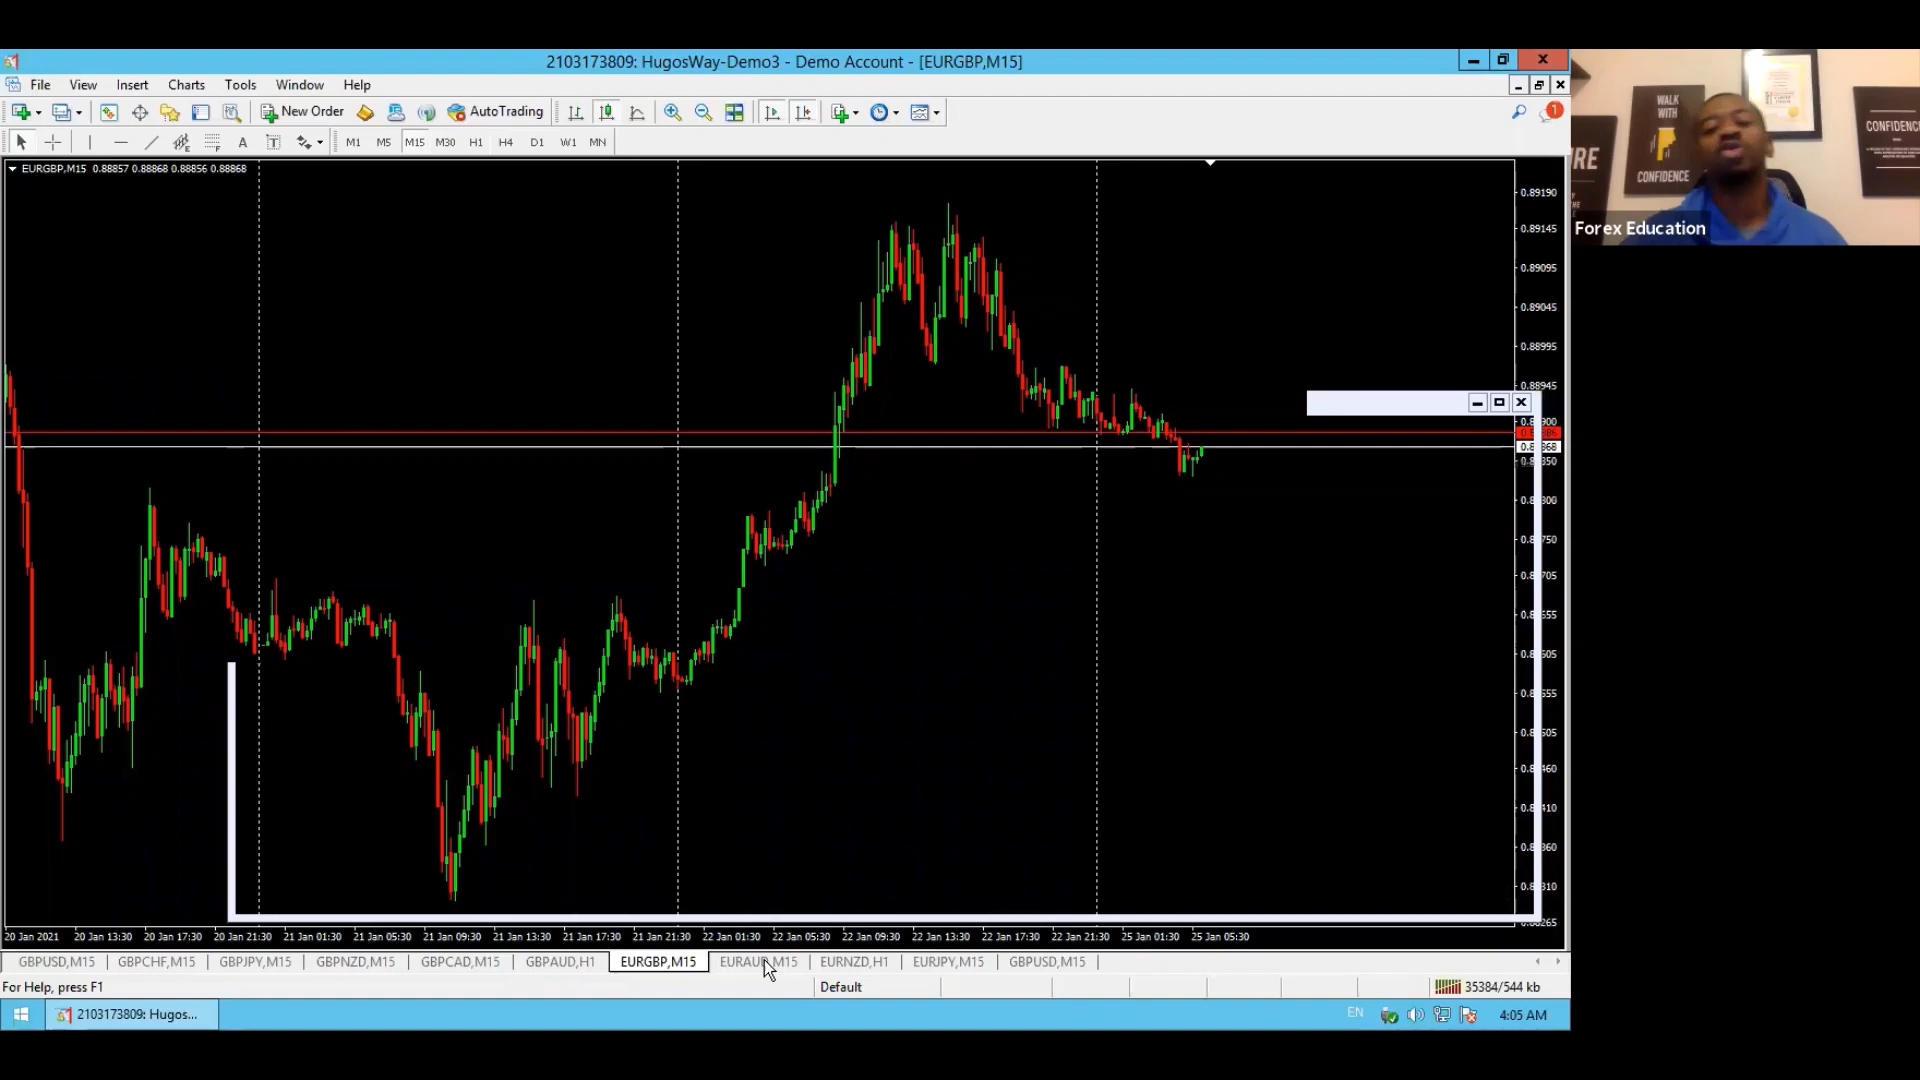 2103173809: HugosWay-Demo3 - Demo Account - [EURGBP,M15]
File View Insert Charts Tools Window Help
New Order AutoTrading 1
A T M1 M5 M15 M30 H1 H4 D1 W1 MN
EURGBP,M15 0.88857 0.88868 0.88856 0.88868
0.89190
0.89145
0.89095
0.89045
0.88995
0.88945
20 Jan 2021 20 Jan 13:30 20 Jan 17:30 20 Jan 21:30 21 Jan 01:30 21 Jan 05:30 21 Jan 09:30 21 Jan 13:30 21 Jan 17:30 21 Jan 21:30 22 Jan 01:30 22 Jan 05:30 22 Jan 09:30 22 Jan 13:30 22 Jan 17:30 22 Jan 21:30 25 Jan 01:30 25 Jan 05:30
GBPUSD,M15 GBPCHF,M15 GBPJPY,M15 GBPNZD,M15 GBPCAD,M15 GBPAUD,H1 EURGBP,M15 EURAUD,M15 EURNZD,H1 EURJPY,M15 GBPUSD,M15
For Help, press F1 Default 35384/544 kb
2103173809: Hugos... EN 4:05 AM
WALK
WITH
CONFIDENCE
CONFIDENCE
Forex Education